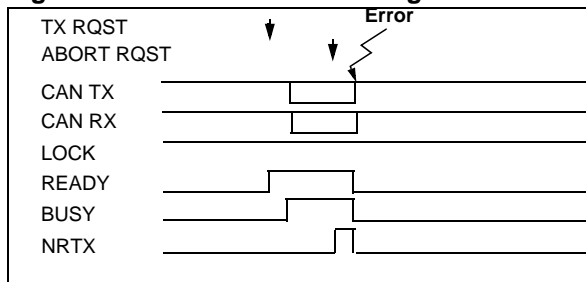 TX RQST
Error
ABORT RQST
CAN TX
CAN RX
LOCK
READY
BUSY
NRTX